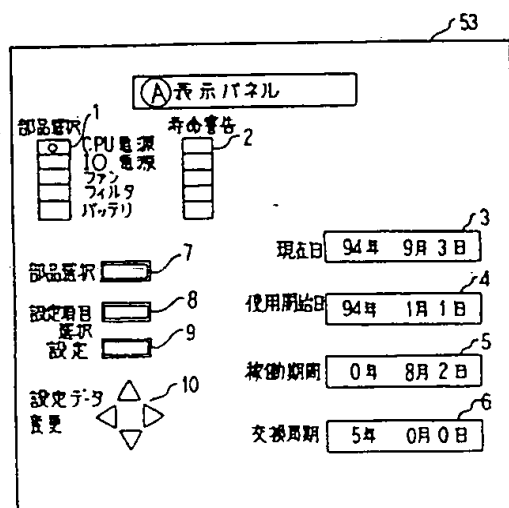 53
Ⓐ表示パネル
部品選択
1
寿命警告
2
CPU電源
IO 電源
ファン
フィルタ
バッテリ
3
現在日 94年 9月3日
部品選択
7
4
使用開始日 94年 1月1日
設定項目
選択
8
設定
9
5
稼働期間 0年 8月2日
設定データ
変更
10
6
交換周期 5年 0月0日